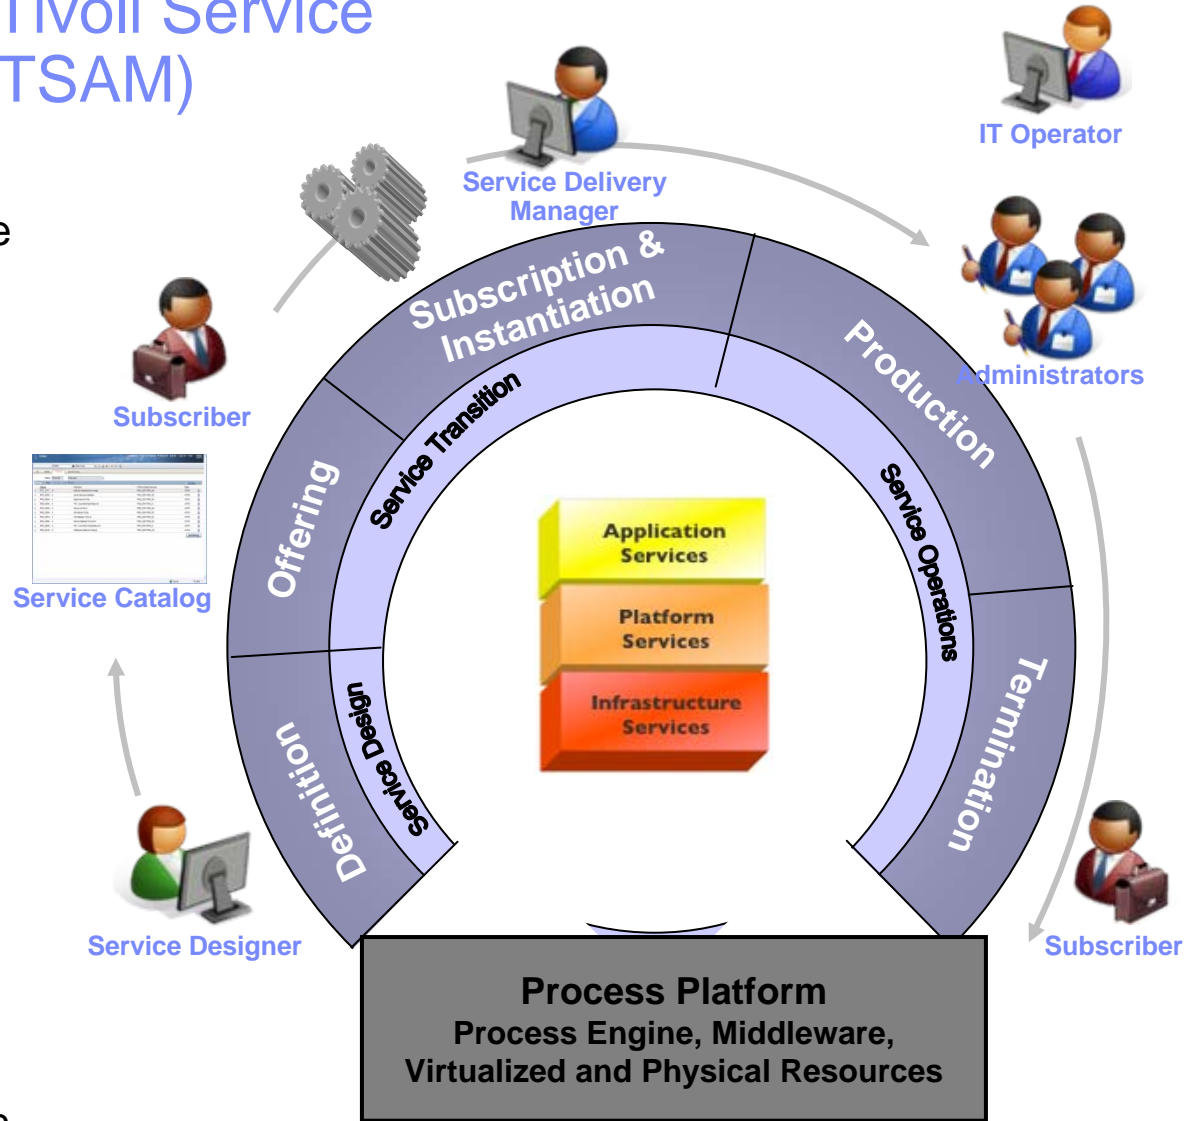 Tivoli Service
TSAM)
e
IT Operator
Service Delivery
Manager
Administrators
Subscriber
Service Catalog
Service Designer
Subscriber
Definition
Offering
Subscription &
Instantiation
Production
Termination
Service Design
Service Transition
Service Operations
Application
Services
Platform
Services
Infrastructure
Services
Process Platform
Process Engine, Middleware,
Virtualized and Physical Resources